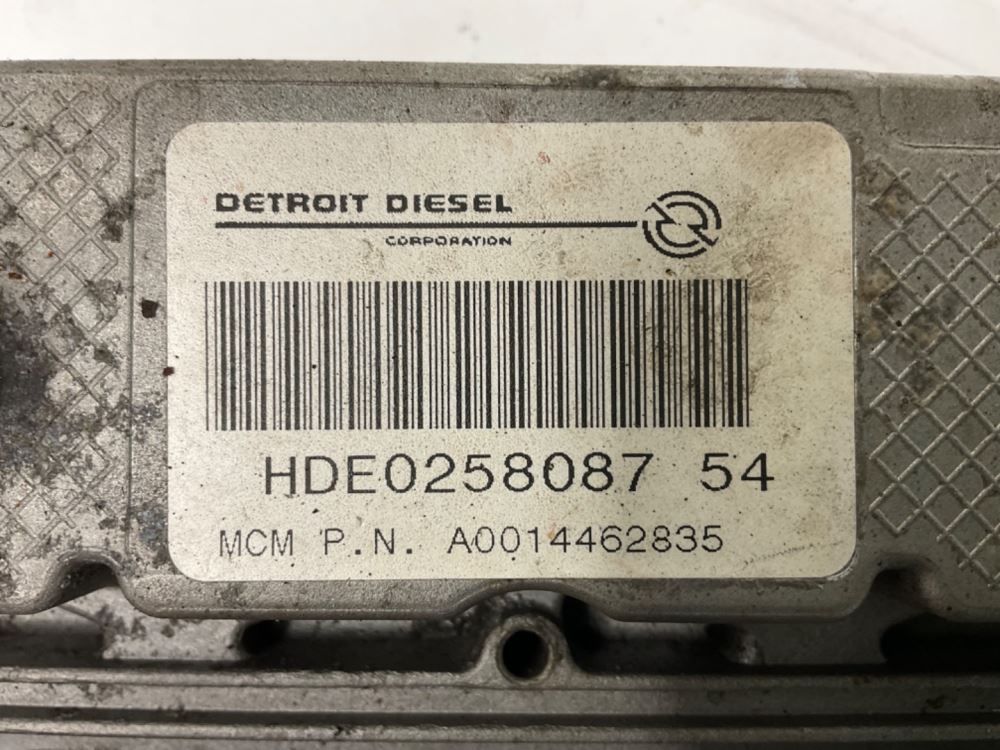 DETROIT DIESEL
CORPORATION
HDE0258087 54
MCM P.N. A0014462835